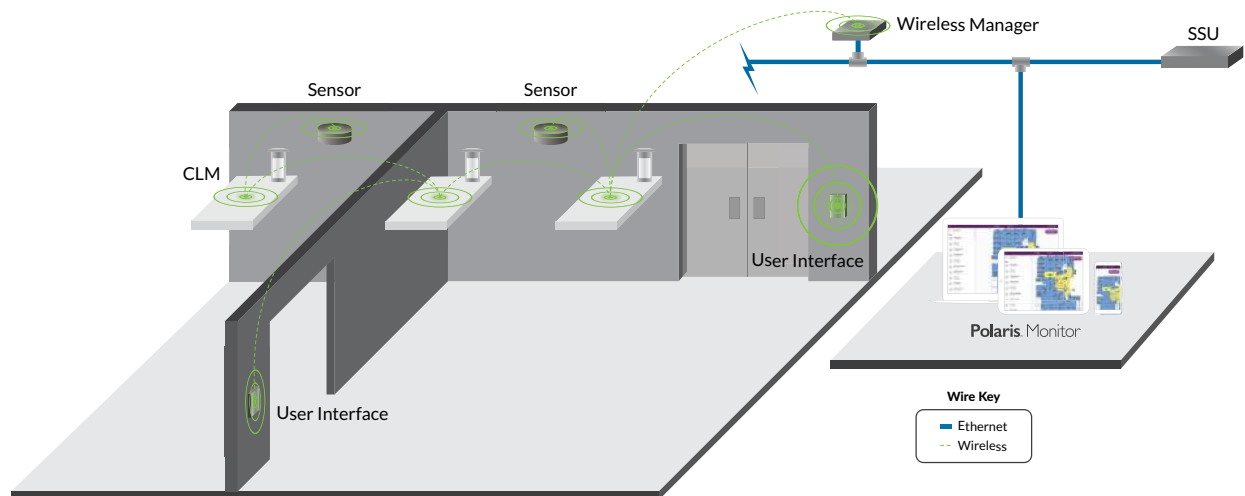 Wireless Manager
SSU
Sensor
Sensor
CLM
User Interface
User Interface
Polaris. Monitor
Wire Key
Ethernet
Wireless